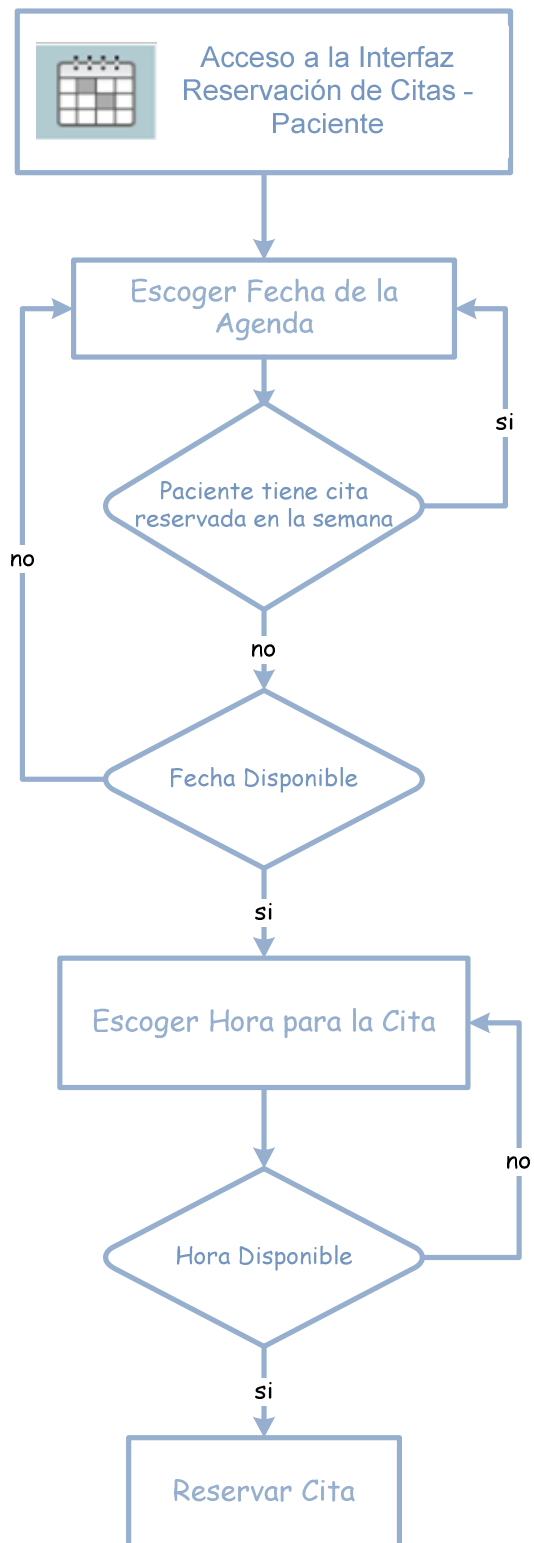 Acceso a la Interfaz
Reservación de Citas -
Paciente
Escoger Fecha de la
Agenda
si
Paciente tiene cita
reservada en la semana
no
no
Fecha Disponible
si
Escoger Hora para la Cita
no
Hora Disponible
si
Reservar Cita